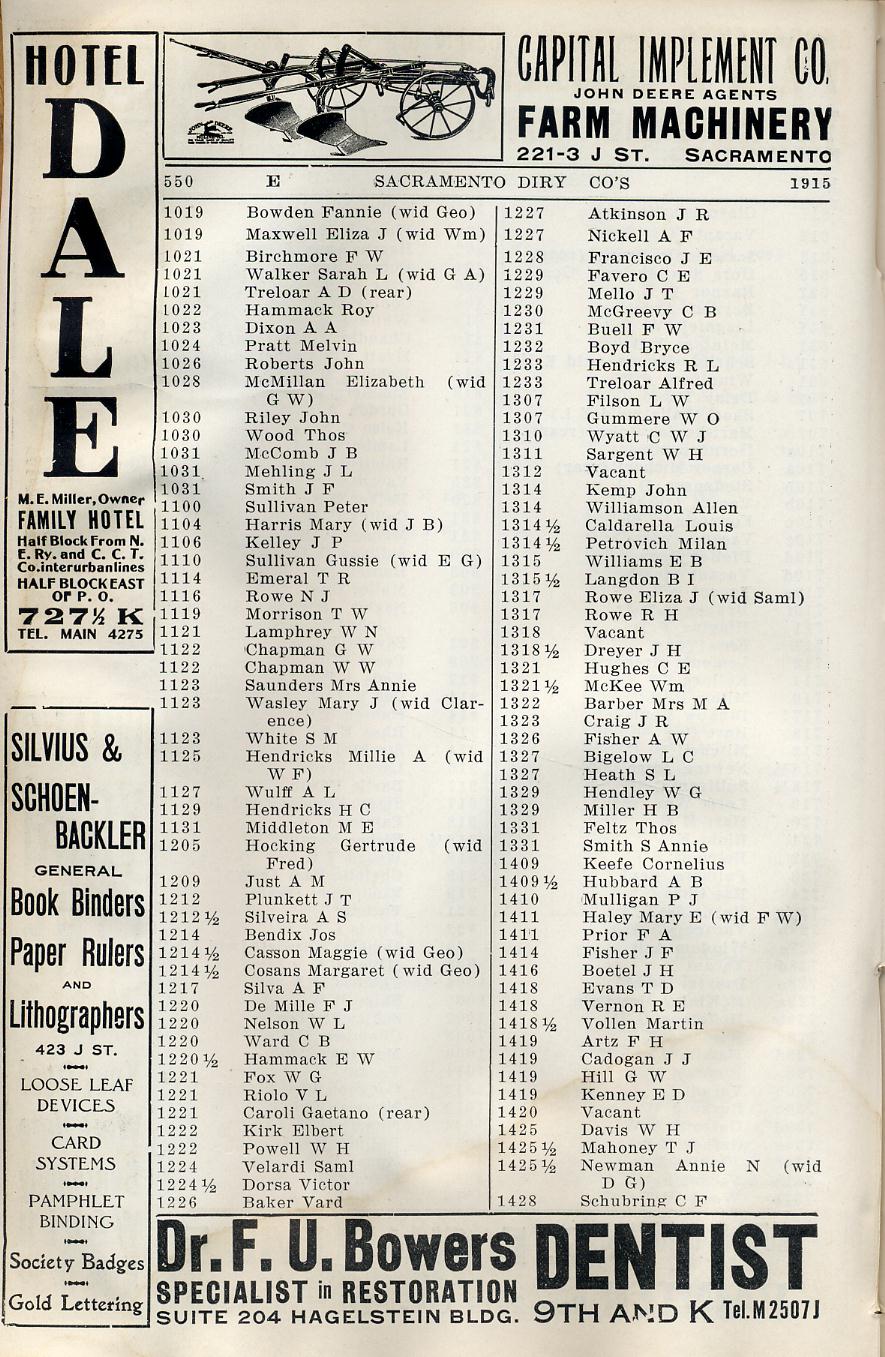 HOTEL
DALE
M. E. Miller, Owner
FAMILY HOTEL
Half Block From N.
E. Ry. and C. C. T.
Co. interurban lines
HALF BLOCK EAST
OF P. O.
727½ K
TEL. MAIN 4275
SILVIUS &
SCHOEN-
BACKLER
GENERAL
Book Binders
Paper Rulers
AND
Lithographers
423 J ST.
LOOSE LEAF
DEVICES
CARD
SYSTEMS
PAMPHLET
BINDING
Society Badges
Gold Lettering
CAPITAL IMPLEMENT CO.
JOHN DEERE AGENTS
FARM MACHINERY
221-3 J ST. SACRAMENTO
550 E SACRAMENTO DIRY CO'S 1915
1019 Bowden Fannie (wid Geo)
1019 Maxwell Eliza J (wid Wm)
1021 Birchmore F W
1021 Walker Sarah L (wid G A)
1021 Treloar A D (rear)
1022 Hammack Roy
1023 Dixon A A
1024 Pratt Melvin
1026 Roberts John
1028 McMillan Elizabeth (wid
G W)
1030 Riley John
1030 Wood Thos
1031 McComb J B
1031 Mehling J L
1031 Smith J F
1100 Sullivan Peter
1104 Harris Mary (wid J B)
1106 Kelley J P
1110 Sullivan Gussie (wid E G)
1114 Emeral T R
1116 Rowe N J
1119 Morrison T W
1121 Lamphrey W N
1122 Chapman G W
1122 Chapman W W
1123 Saunders Mrs Annie
1123 Wasley Mary J (wid Clar-
ence)
1123 White S M
1125 Hendricks Millie A (wid
W F)
1127 Wulff A L
1129 Hendricks H C
1131 Middleton M E
1205 Hocking Gertrude (wid
Fred)
1209 Just A M
1212 Plunkett J T
1212½ Silveira A S
1214 Bendix Jos
1214½ Casson Maggie (wid Geo)
1214½ Cosans Margaret (wid Geo)
1217 Silva A F
1220 De Mille F J
1220 Nelson W L
1220 Ward C B
1220½ Hammack E W
1221 Fox W G
1221 Riolo V L
1221 Caroli Gaetano (rear)
1222 Kirk Elbert
1222 Powell W H
1224 Velardi Saml
1224½ Dorsa Victor
1226 Baker Vard
1227 Atkinson J R
1227 Nickell A F
1228 Francisco J E
1229 Favero C E
1229 Mello J T
1230 McGreevy C B
1231 Buell F W
1232 Boyd Bryce
1233 Hendricks R L
1233 Treloar Alfred
1307 Filson L W
1307 Gummere W O
1310 Wyatt C W J
1311 Sargent W H
1312 Vacant
1314 Kemp John
1314 Williamson Allen
1314½ Caldarella Louis
1314½ Petrovich Milan
1315 Williams E B
1315½ Langdon B I
1317 Rowe Eliza J (wid Saml)
1317 Rowe R H
1318 Vacant
1318½ Dreyer J H
1321 Hughes C E
1321½ McKee Wm
1322 Barber Mrs M A
1323 Craig J R
1326 Fisher A W
1327 Bigelow L C
1327 Heath S L
1329 Hendley W G
1329 Miller H B
1331 Feltz Thos
1331 Smith S Annie
1409 Keefe Cornelius
1409½ Hubbard A B
1410 Mulligan P J
1411 Haley Mary E (wid F W)
1411 Prior F A
1414 Fisher J F
1416 Boetel J H
1418 Evans T D
1418 Vernon R E
1418½ Vollen Martin
1419 Artz F H
1419 Cadogan J J
1419 Hill G W
1419 Kenney E D
1420 Vacant
1425 Davis W H
1425½ Mahoney T J
1425½ Newman Annie N (wid
D G)
1428 Schubring C F
Dr. F. U. Bowers DENTIST
SPECIALIST in RESTORATION
SUITE 204 HAGELSTEIN BLDG. 9TH AND K Tel. M 2507J